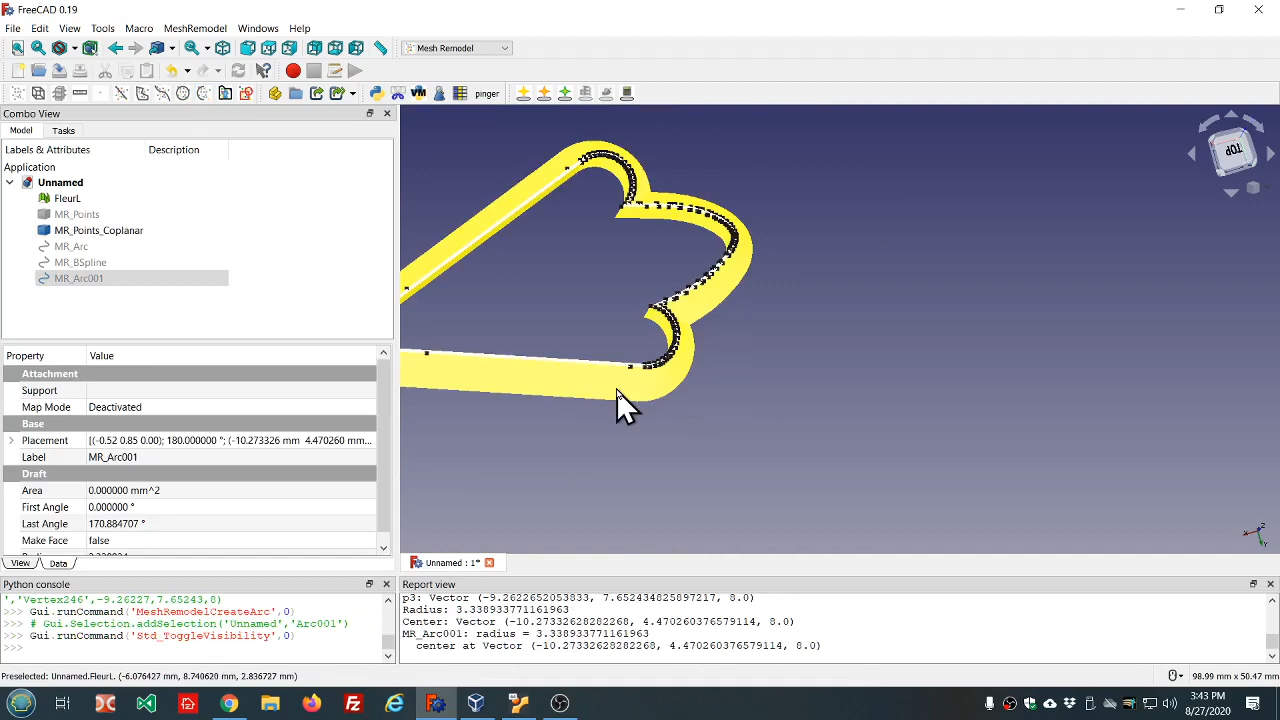 FreeCAD 0.19
File Edit View Tools Macro MeshRemodel Windows Help
Mesh Remodel
pinger
Combo View
Model Tasks
Labels & Attributes Description
Application
Unnamed
FleurL
MR_Points
MR_Points_Coplanar
MR_Arc
MR_BSpline
MR_Arc001
Property Value
Attachment
Support
Map Mode Deactivated
Base
Placement [(-0.52 0.85 0.00); 180.000000 °; (-10.273326 mm 4.470260 mm...
Label MR_Arc001
Draft
Area 0.000000 mm^2
First Angle 0.000000 °
Last Angle 170.884707 °
Make Face false
View Data
TOP
Z
Unnamed : 1*
Python console
','Vertex246',-9.26227,7.65243,8)
>>> Gui.runCommand('MeshRemodelCreateArc',0)
>>> # Gui.Selection.addSelection('Unnamed','Arc001')
>>> Gui.runCommand('Std_ToggleVisibility',0)
>>>
Report view
p3: Vector (-9.2622652053833, 7.652434825897217, 8.0)
Radius: 3.338933771161963
Center: Vector (-10.27332628282268, 4.470260376579114, 8.0)
MR_Arc001: radius = 3.338933771161963
center at Vector (-10.27332628282268, 4.470260376579114, 8.0)
Preselected: Unnamed.FleurL (-6.076427 mm, 8.740620 mm, 2.836727 mm)
98.99 mm x 50.47 mm
3:43 PM
8/27/2020